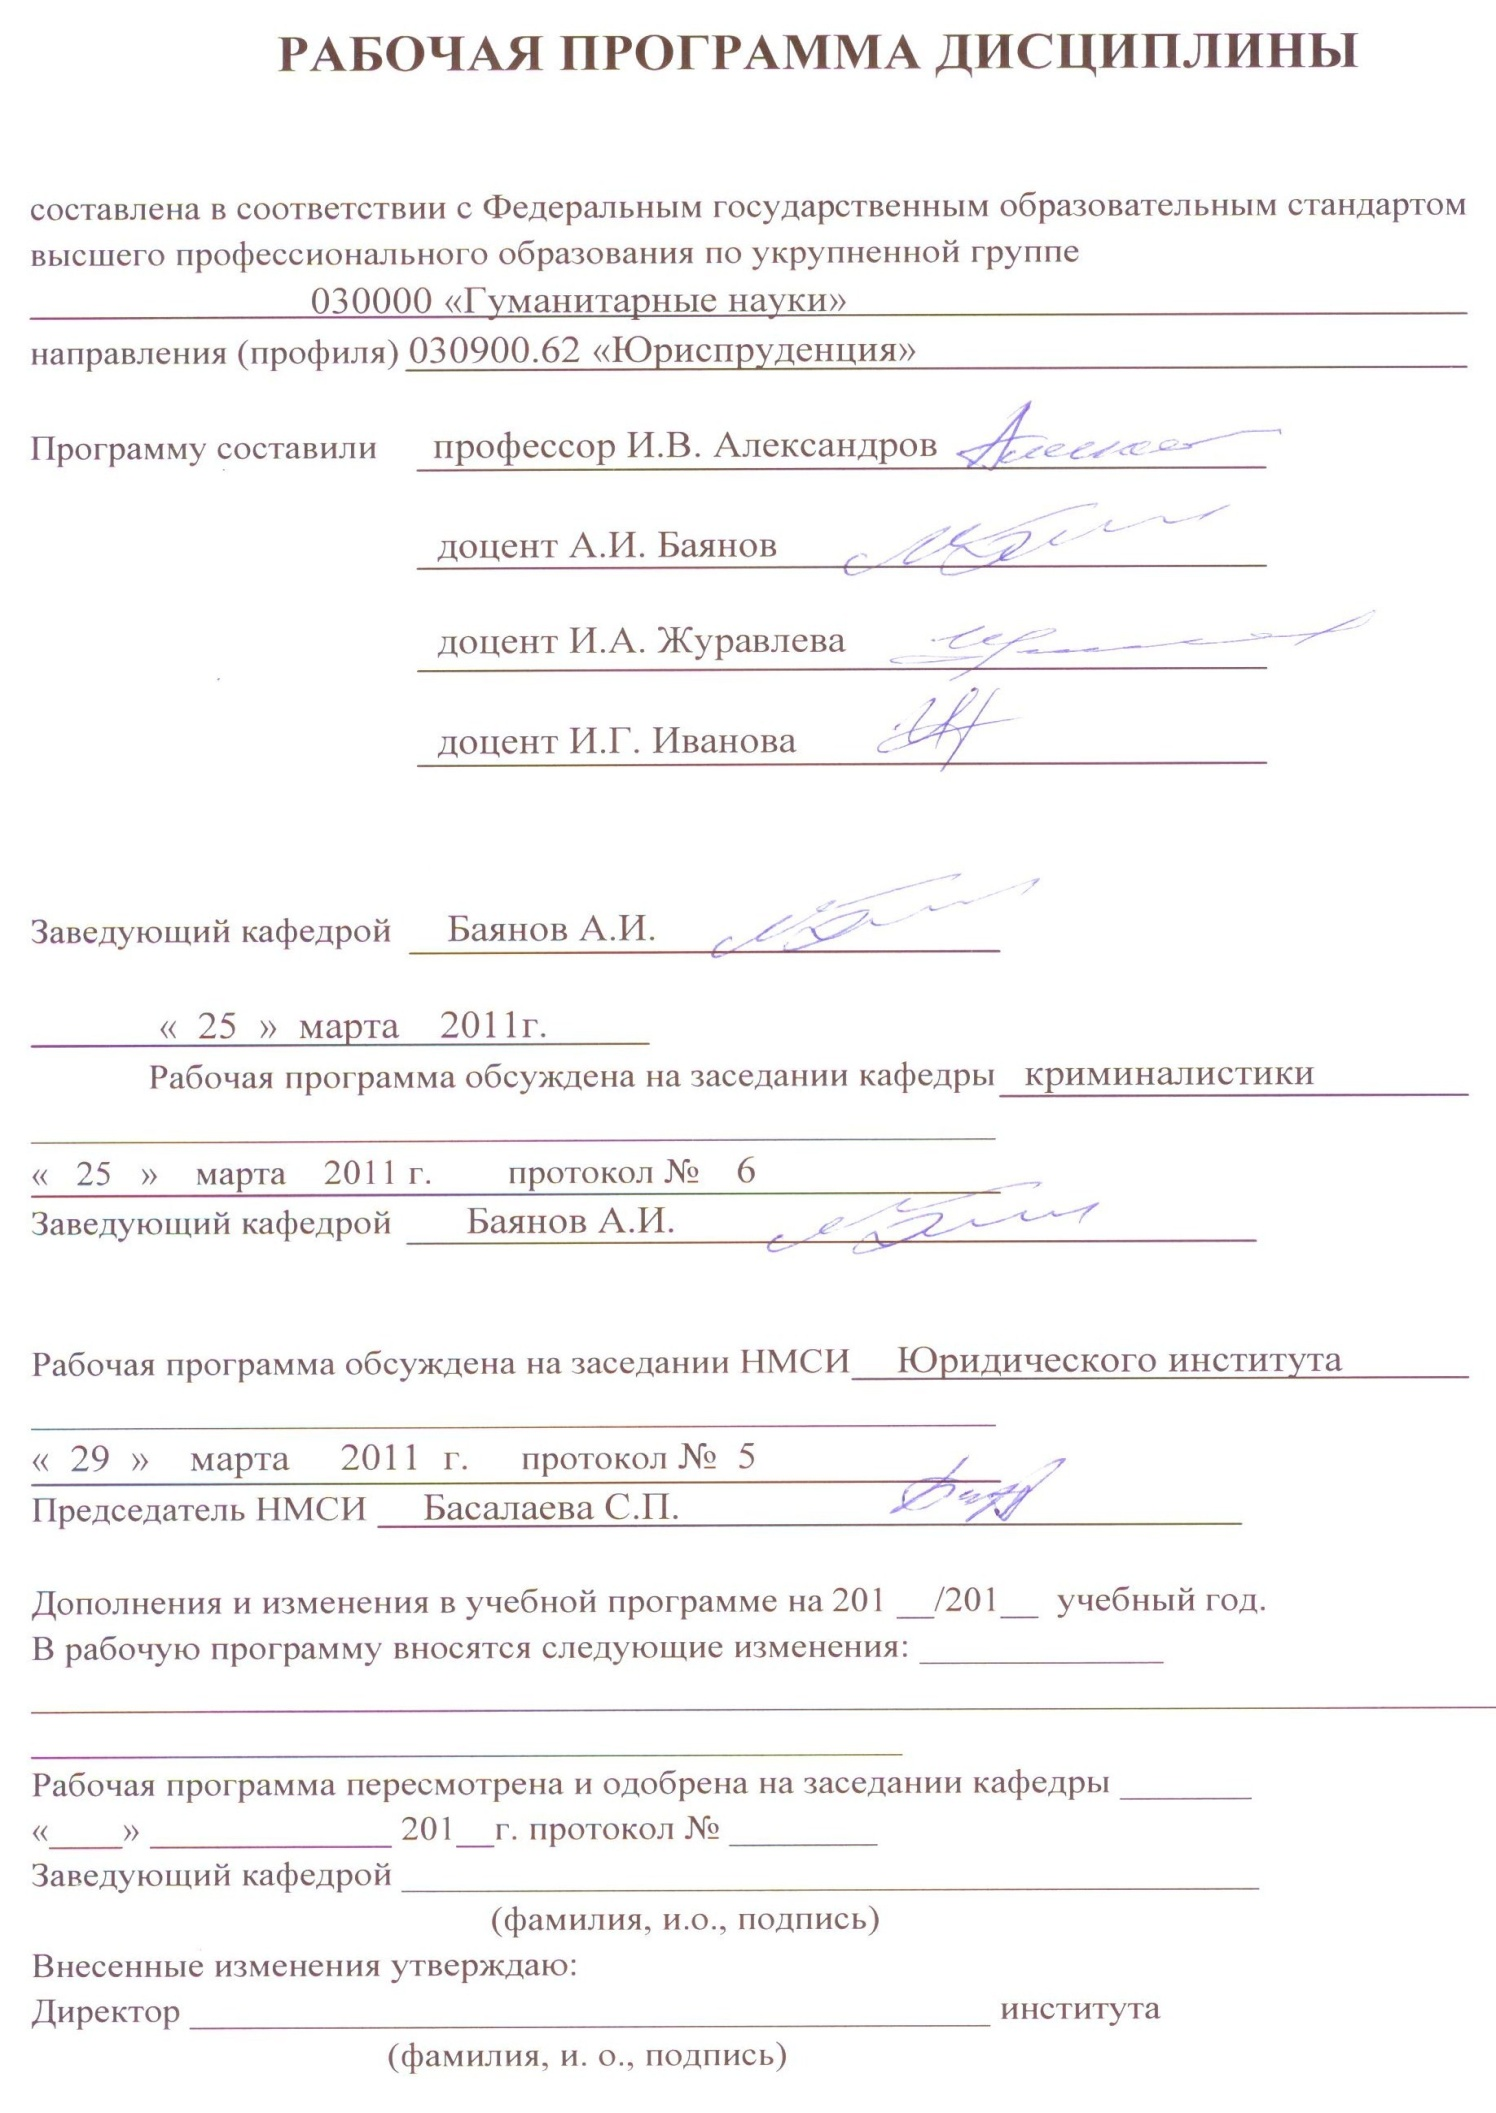 РАБОЧАЯ ПРОГРАММА ДИСЦИПЛИНЫ
составлена в соответствии с Федеральным государственным образовательным стандартом
высшего профессионального образования по укрупненной группе
030000 «Гуманитарные науки»
направления (профиля) 030900.62 «Юриспруденция»
Программу составили профессор И.В. Александров
доцент А.И. Баянов
доцент И.А. Журавлева
доцент И.Г. Иванова
Заведующий кафедрой Баянов А.И.
« 25 » марта 2011г.
Рабочая программа обсуждена на заседании кафедры криминалистики
« 25 » марта 2011 г. протокол № 6
Заведующий кафедрой Баянов А.И.
Рабочая программа обсуждена на заседании НМСИ Юридического института
« 29 » марта 2011 г. протокол № 5
Председатель НМСИ Басалаева С.П.
Дополнения и изменения в учебной программе на 201 __/201__ учебный год.
В рабочую программу вносятся следующие изменения: _____________
Рабочая программа пересмотрена и одобрена на заседании кафедры _______
«____» _____________ 201__г. протокол № ________
Заведующий кафедрой ______________________________________________
(фамилия, и.о., подпись)
Внесенные изменения утверждаю:
Директор ___________________________________________ института
(фамилия, и. о., подпись)